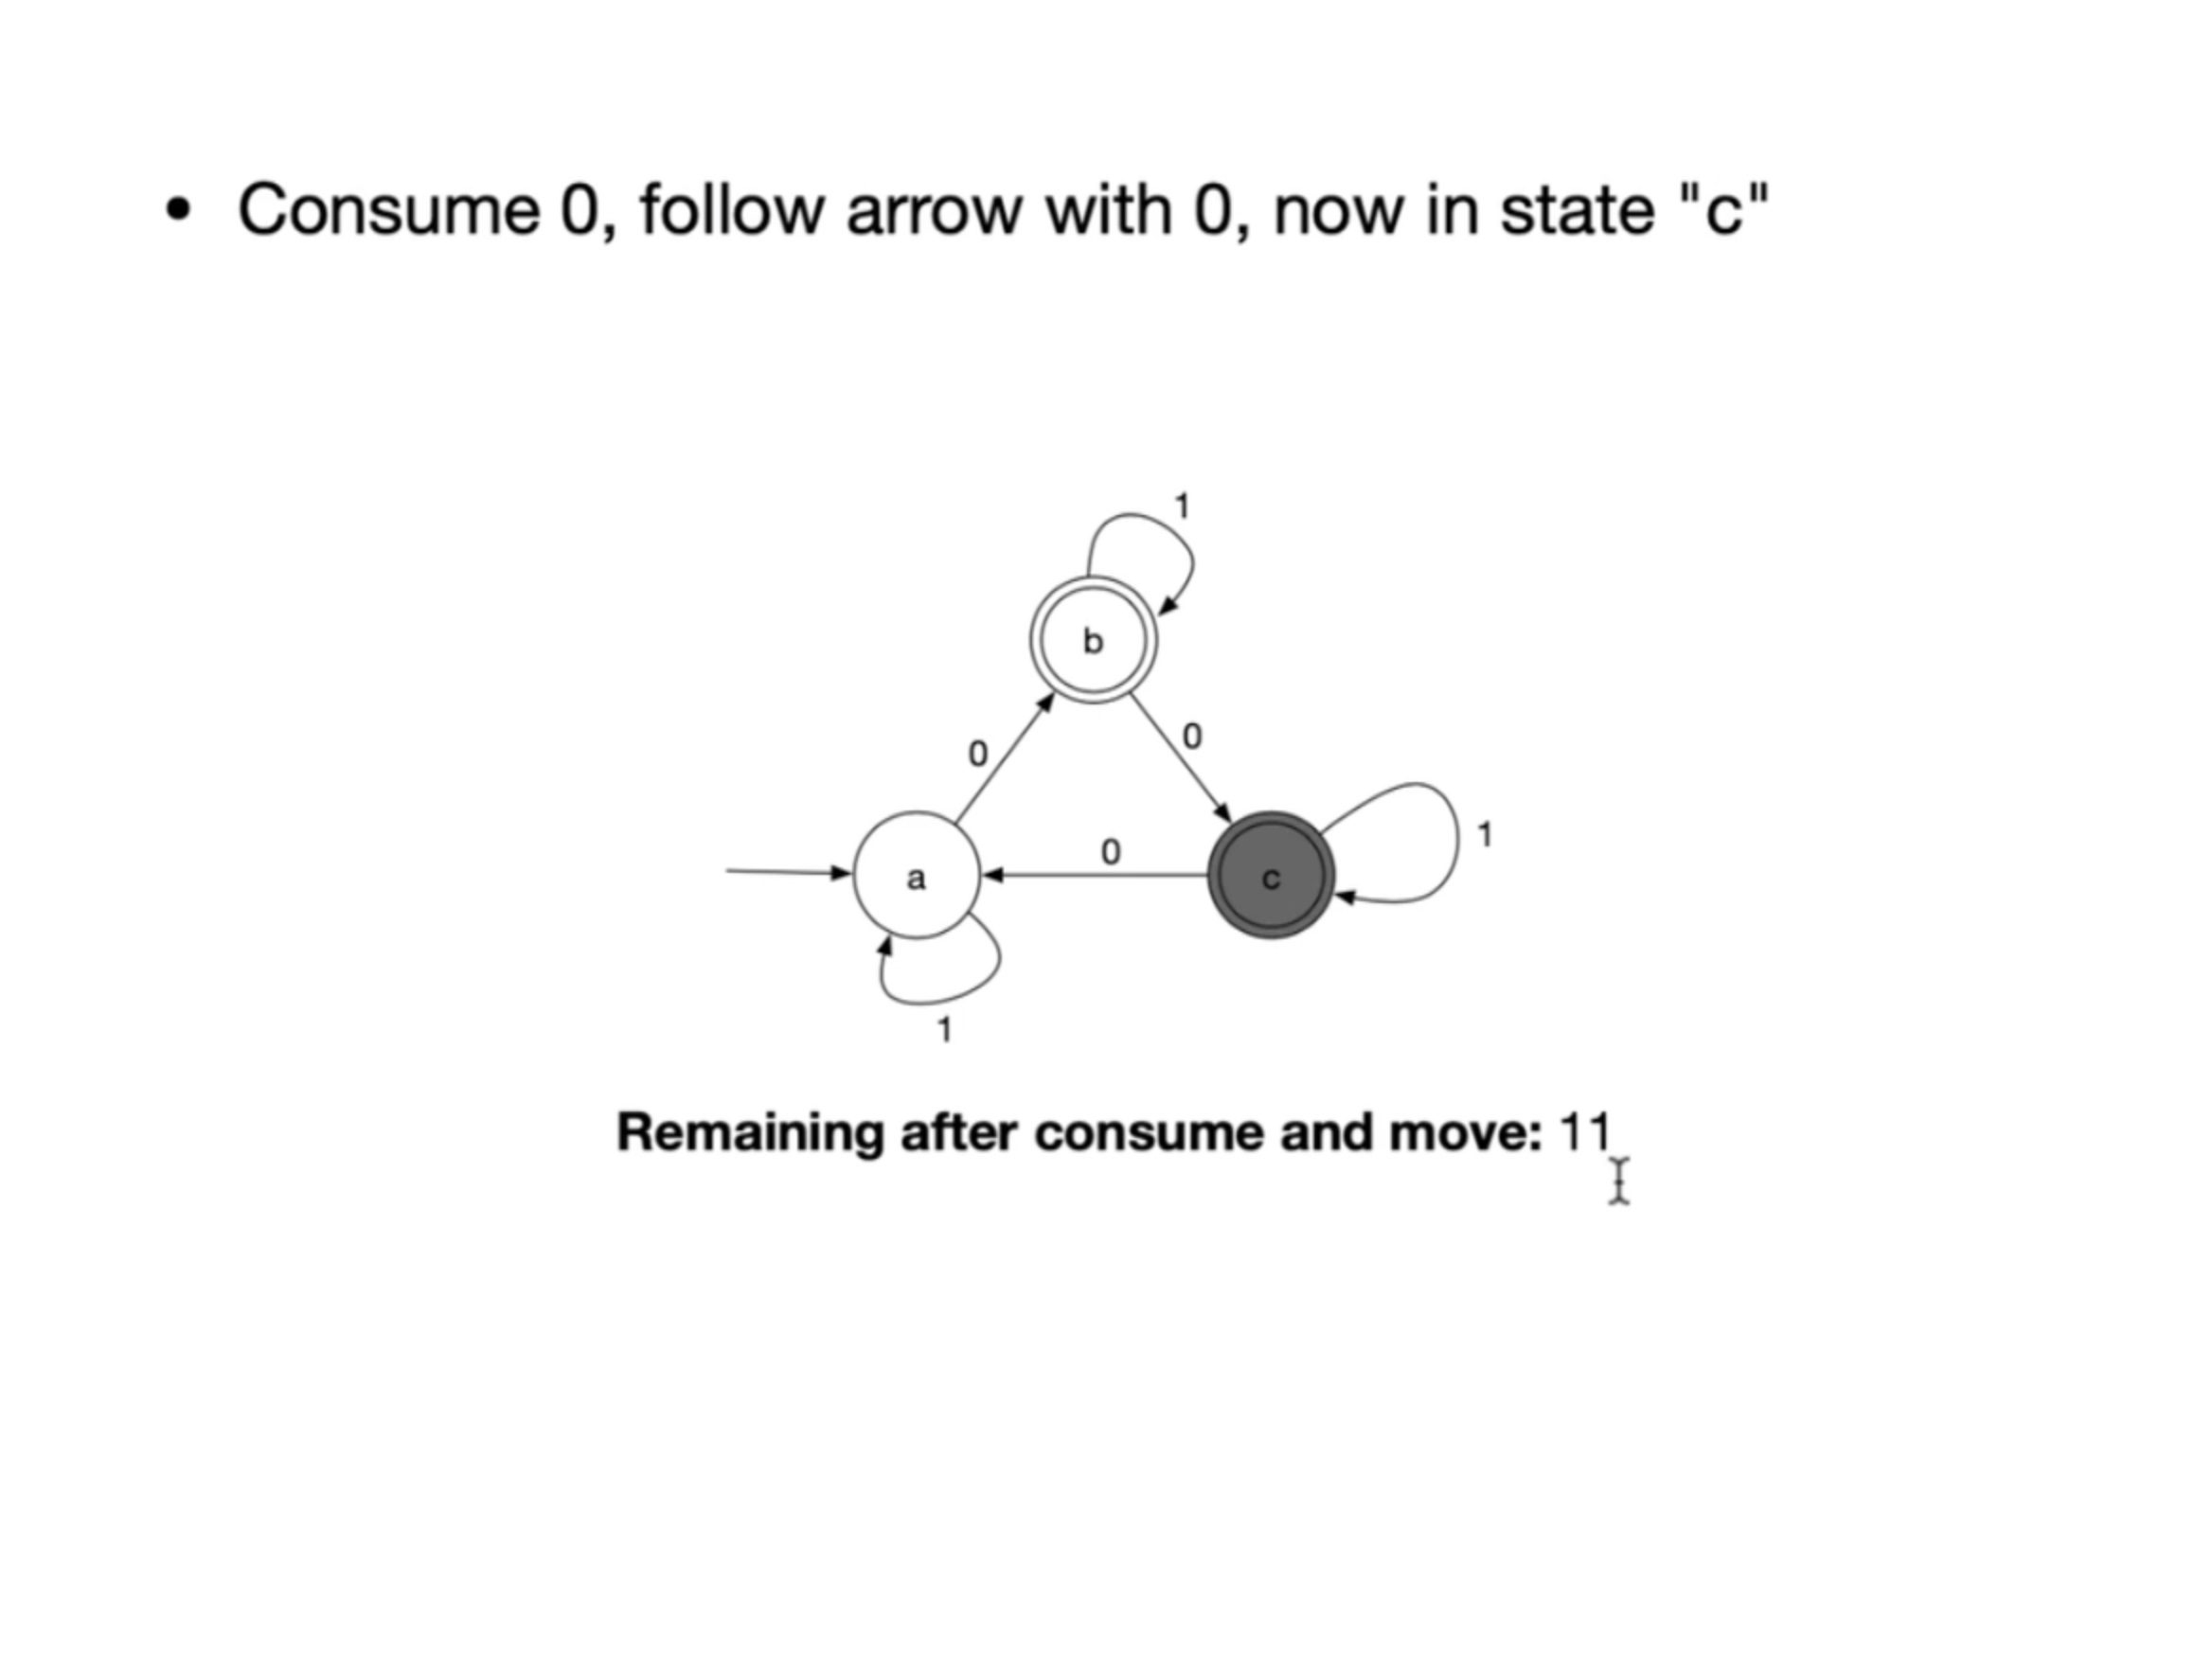 • Consume 0, follow arrow with 0, now in state "c"
1
b
0
0
1
0
a
c
1
Remaining after consume and move: 11